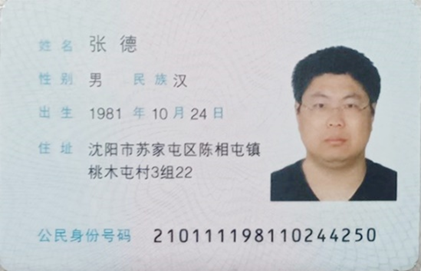 姓名 张德
性别 男 民族 汉
出生 1981 年 10 月 24 日
住址 沈阳市苏家屯区陈相屯镇
桃木屯村3组22
公民身份号码 210111198110244250